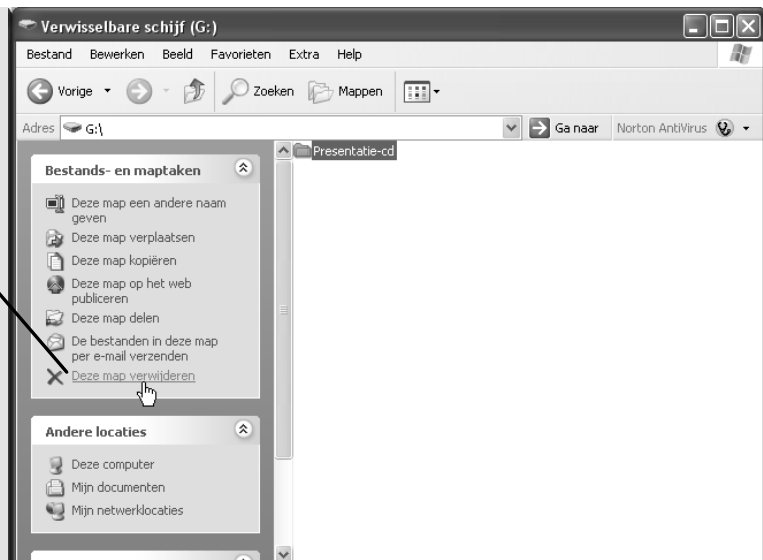 Verwisselbare schijf (G:)
Bestand Bewerken Beeld Favorieten Extra Help
Vorige Zoeken Mappen
Adres G:\ Ga naar Norton AntiVirus
Presentatie-cd
Bestands- en maptaken
Deze map een andere naam
geven
Deze map verplaatsen
Deze map kopiëren
Deze map op het web
publiceren
Deze map delen
De bestanden in deze map
per e-mail verzenden
Deze map verwijderen
Andere locaties
Deze computer
Mijn documenten
Mijn netwerklocaties